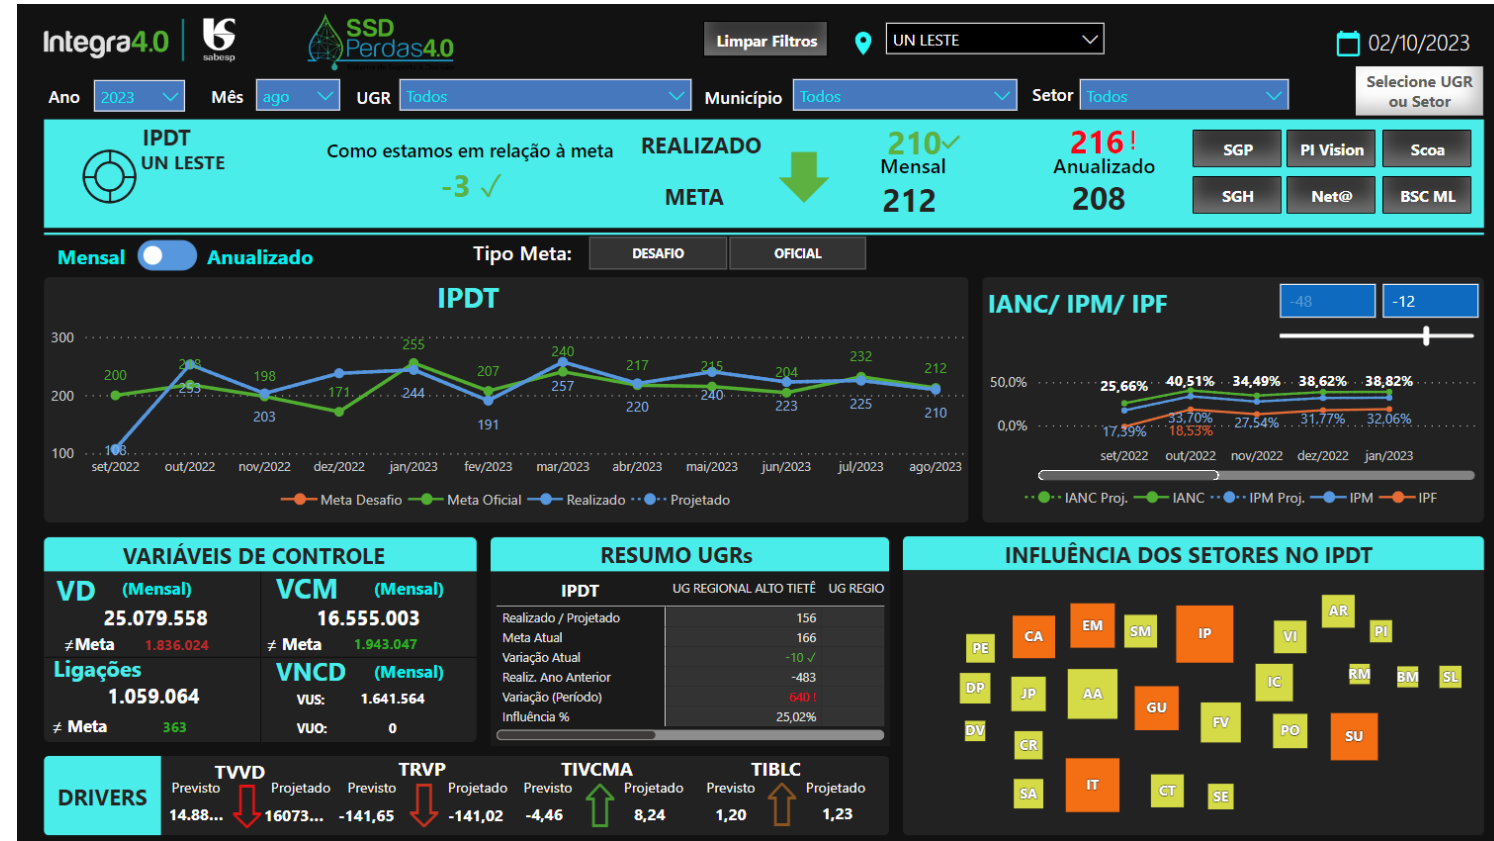 Integra4.0
sabesp
SSD
Perdas4.0
Limpar Filtros
UN LESTE
02/10/2023
Ano 2023 Mês ago UGR Todos Município Todos Setor Todos
Selecione UGR
ou Setor
IPDT
UN LESTE
Como estamos em relação à meta
-3 ✓
REALIZADO
META
210✓
Mensal
212
216!
Anualizado
208
SGP PI Vision Scoa
SGH Net@ BSC ML
Mensal Anualizado
Tipo Meta: DESAFIO OFICIAL
IPDT
300
200
100
200 198 171 255 207 240 217 215 204 232 212
253 203 244 191 257 220 240 223 225 210
set/2022 out/2022 nov/2022 dez/2022 jan/2023 fev/2023 mar/2023 abr/2023 mai/2023 jun/2023 jul/2023 ago/2023
Meta Desafio Meta Oficial Realizado Projetado
IANC/ IPM/ IPF
-48 -12
50,0%
0,0%
25,66% 40,51% 34,49% 38,62% 38,82%
17,39% 33,70% 27,54% 31,77% 32,06%
18,53%
set/2022 out/2022 nov/2022 dez/2022 jan/2023
IANC Proj. IANC IPM Proj. IPM IPF
VARIÁVEIS DE CONTROLE
VD (Mensal)
25.079.558
≠Meta 1.836.024
VCM (Mensal)
16.555.003
≠ Meta 1.943.047
Ligações
1.059.064
≠ Meta 363
VNCD (Mensal)
VUS: 1.641.564
VUO: 0
RESUMO UGRs
IPDT UG REGIONAL ALTO TIETÊ UG REGIO
Realizado / Projetado 156
Meta Atual 166
Variação Atual -10 ✓
Realiz. Ano Anterior -483
Variação (Período) 640 !
Influência % 25,02%
INFLUÊNCIA DOS SETORES NO IPDT
PE CA EM SM IP VI AR PI
DP JP AA IC RM BM SL
DV CR GU FV PO SU
SA IT CT SE
DRIVERS
TVVD
Previsto Projetado
14.88... 16073...
TRVP
Previsto Projetado
-141,65 -141,02
TIVCMA
Previsto Projetado
-4,46 8,24
TIBLC
Previsto Projetado
1,20 1,23